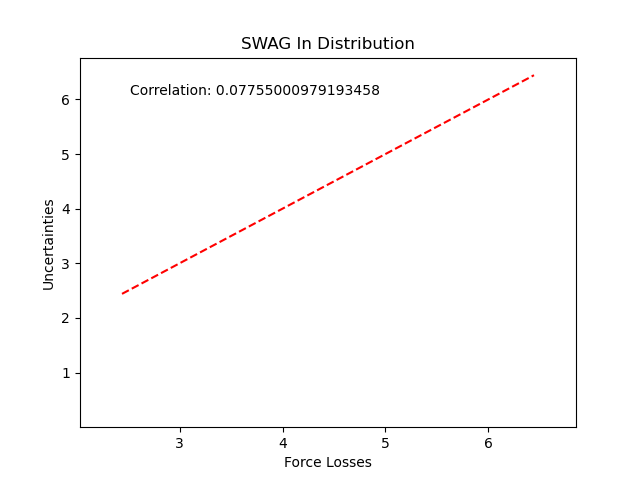 SWAG In Distribution
Correlation: 0.07755000979193458
6
5
4
3
2
1
Uncertainties
3 4 5 6
Force Losses